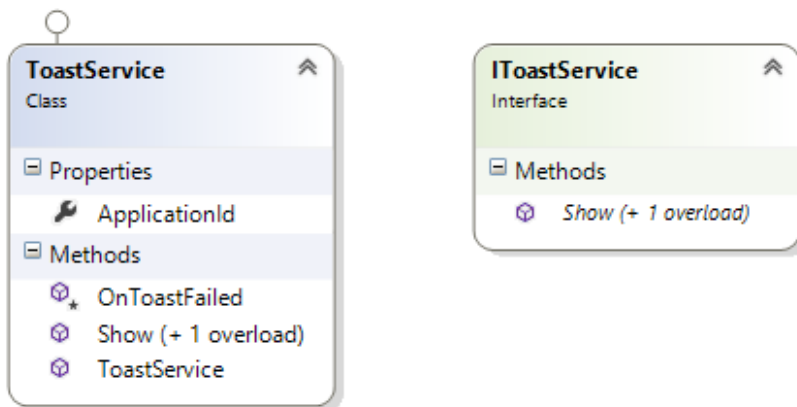 ToastService
Class
Properties
ApplicationId
Methods
OnToastFailed
Show (+ 1 overload)
ToastService
IToastService
Interface
Methods
Show (+ 1 overload)